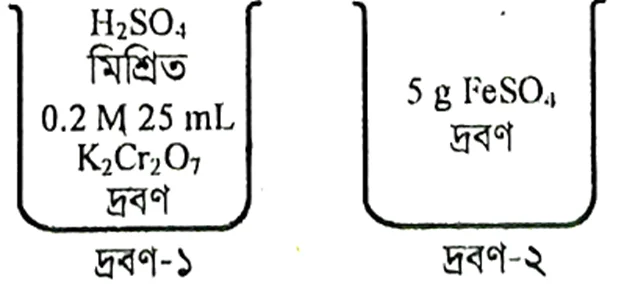 H₂SO₄
মিশ্রিত
0.2 M 25 mL
K₂Cr₂O₇
দ্রবণ
দ্রবণ-১
5 g FeSO₄
দ্রবণ
দ্রবণ-২